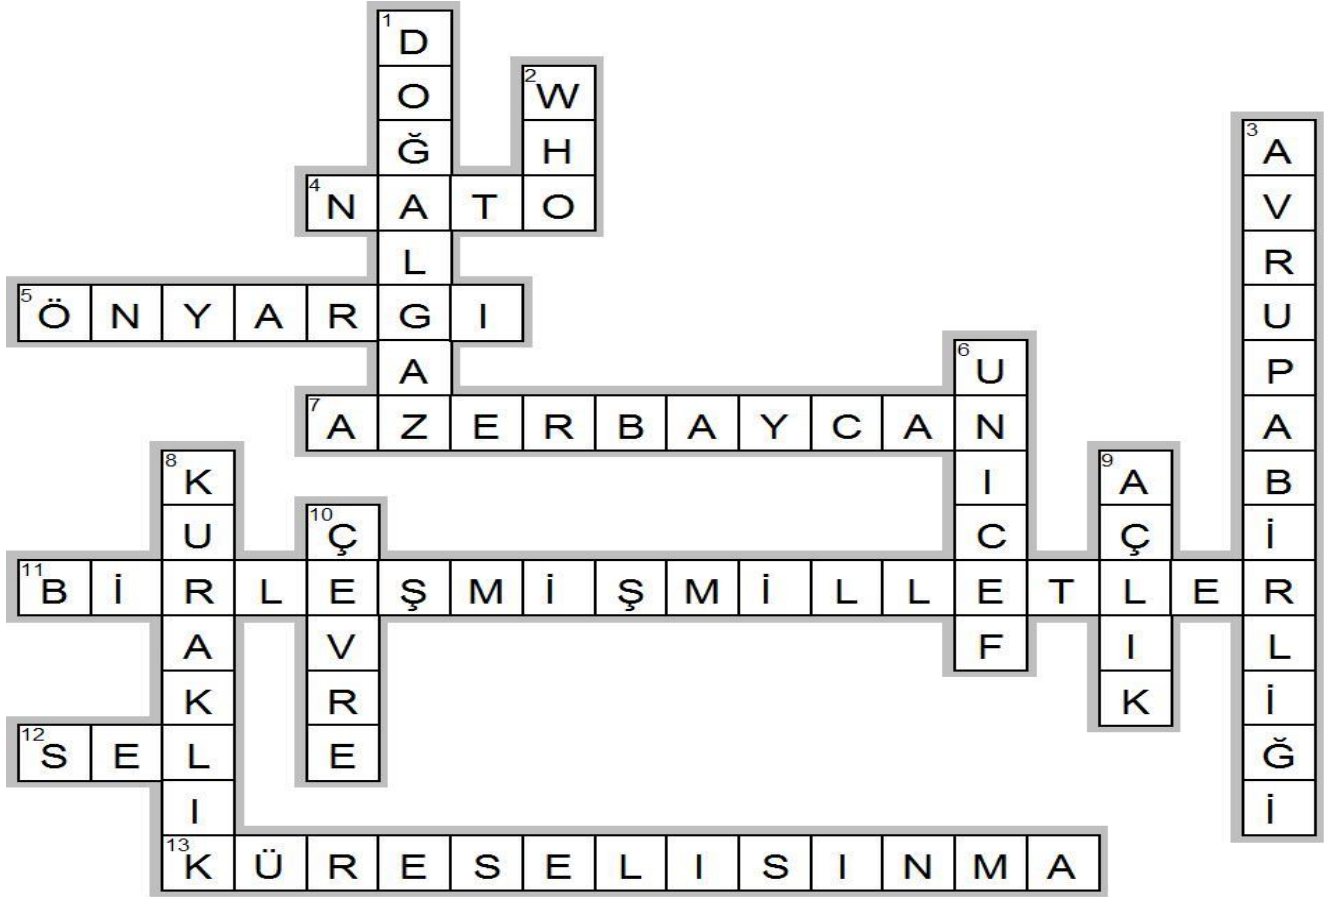 1 DOĞALGAZ
2 WHO
3 AVRUPABİRLİĞİ
4 NATO
5 ÖNYARGI
6 UNICEF
7 AZERBAYCAN
8 KURAKLIK
9 AÇLIK
10 ÇEVRE
11 BİRLEŞMİŞMİLLETLER
12 SEL
13 KÜRESELISINMA